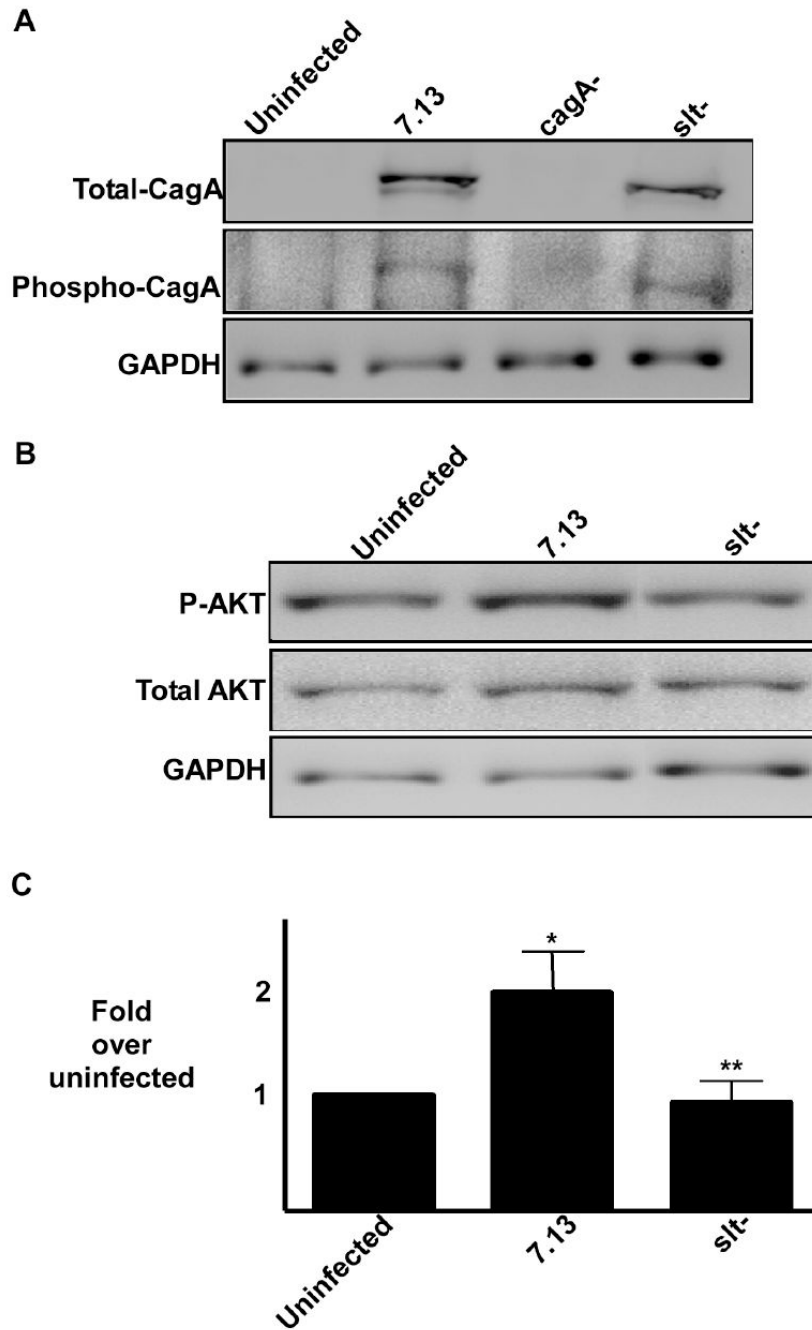 A
Uninfected
7.13
cagA-
slt-
Total-CagA
Phospho-CagA
GAPDH
B
Uninfected
7.13
slt-
P-AKT
Total AKT
GAPDH
C
*
2
**
Fold
over
uninfected
1
Uninfected
7.13
slt-